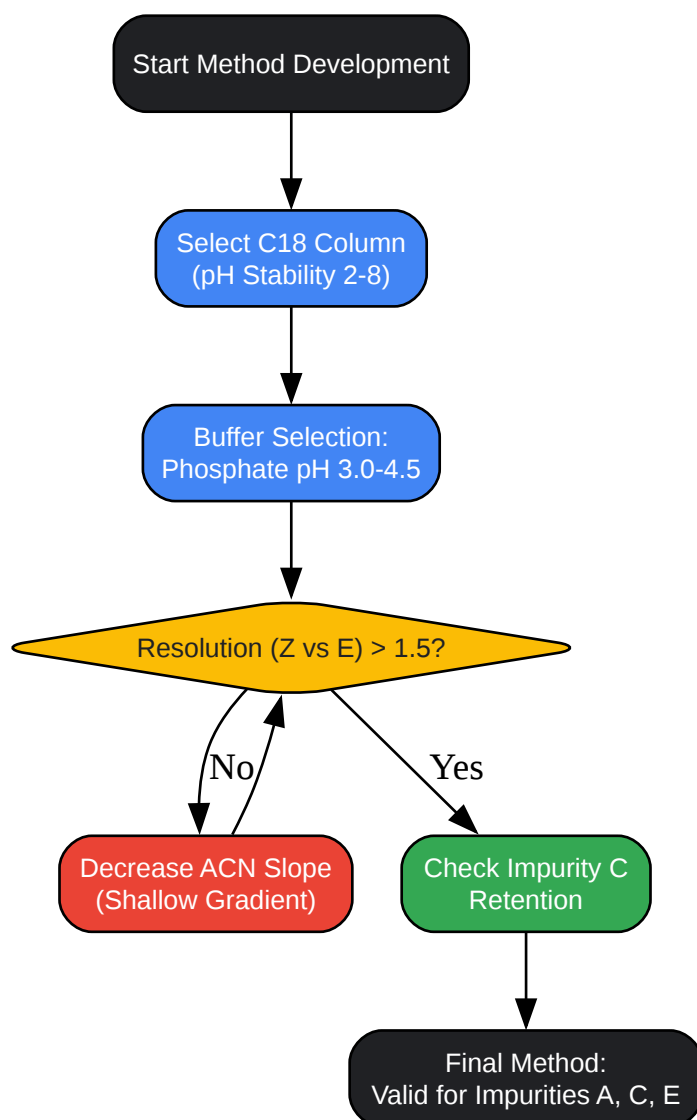 Start Method Development
Select C18 Column
(pH Stability 2-8)
Buffer Selection:
Phosphate pH 3.0-4.5
Resolution (Z vs E) > 1.5?
No
Yes
Decrease ACN Slope
(Shallow Gradient)
Check Impurity C
Retention
Final Method:
Valid for Impurities A, C, E